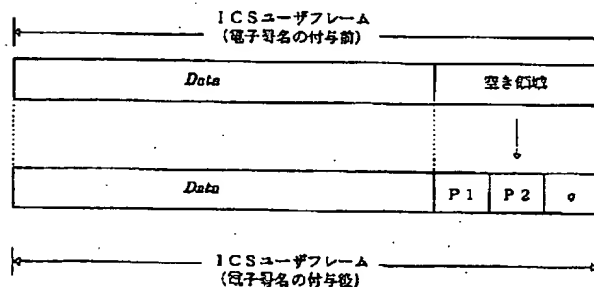 ICSユーザフレーム
(電子署名の付与前)
Data 空き領域
Data P1 P2 σ
ICSユーザフレーム
(電子署名の付与後)